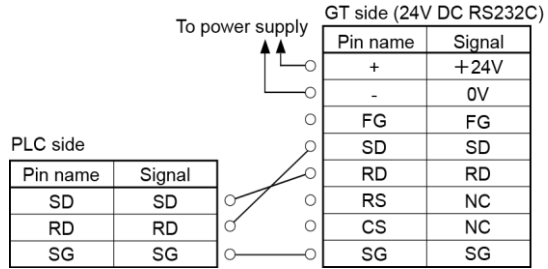 GT side (24V DC RS232C)
To power supply
Pin name Signal
+ +24V
- 0V
FG FG
SD SD
RD RD
RS NC
CS NC
SG SG
PLC side
Pin name Signal
SD SD
RD RD
SG SG